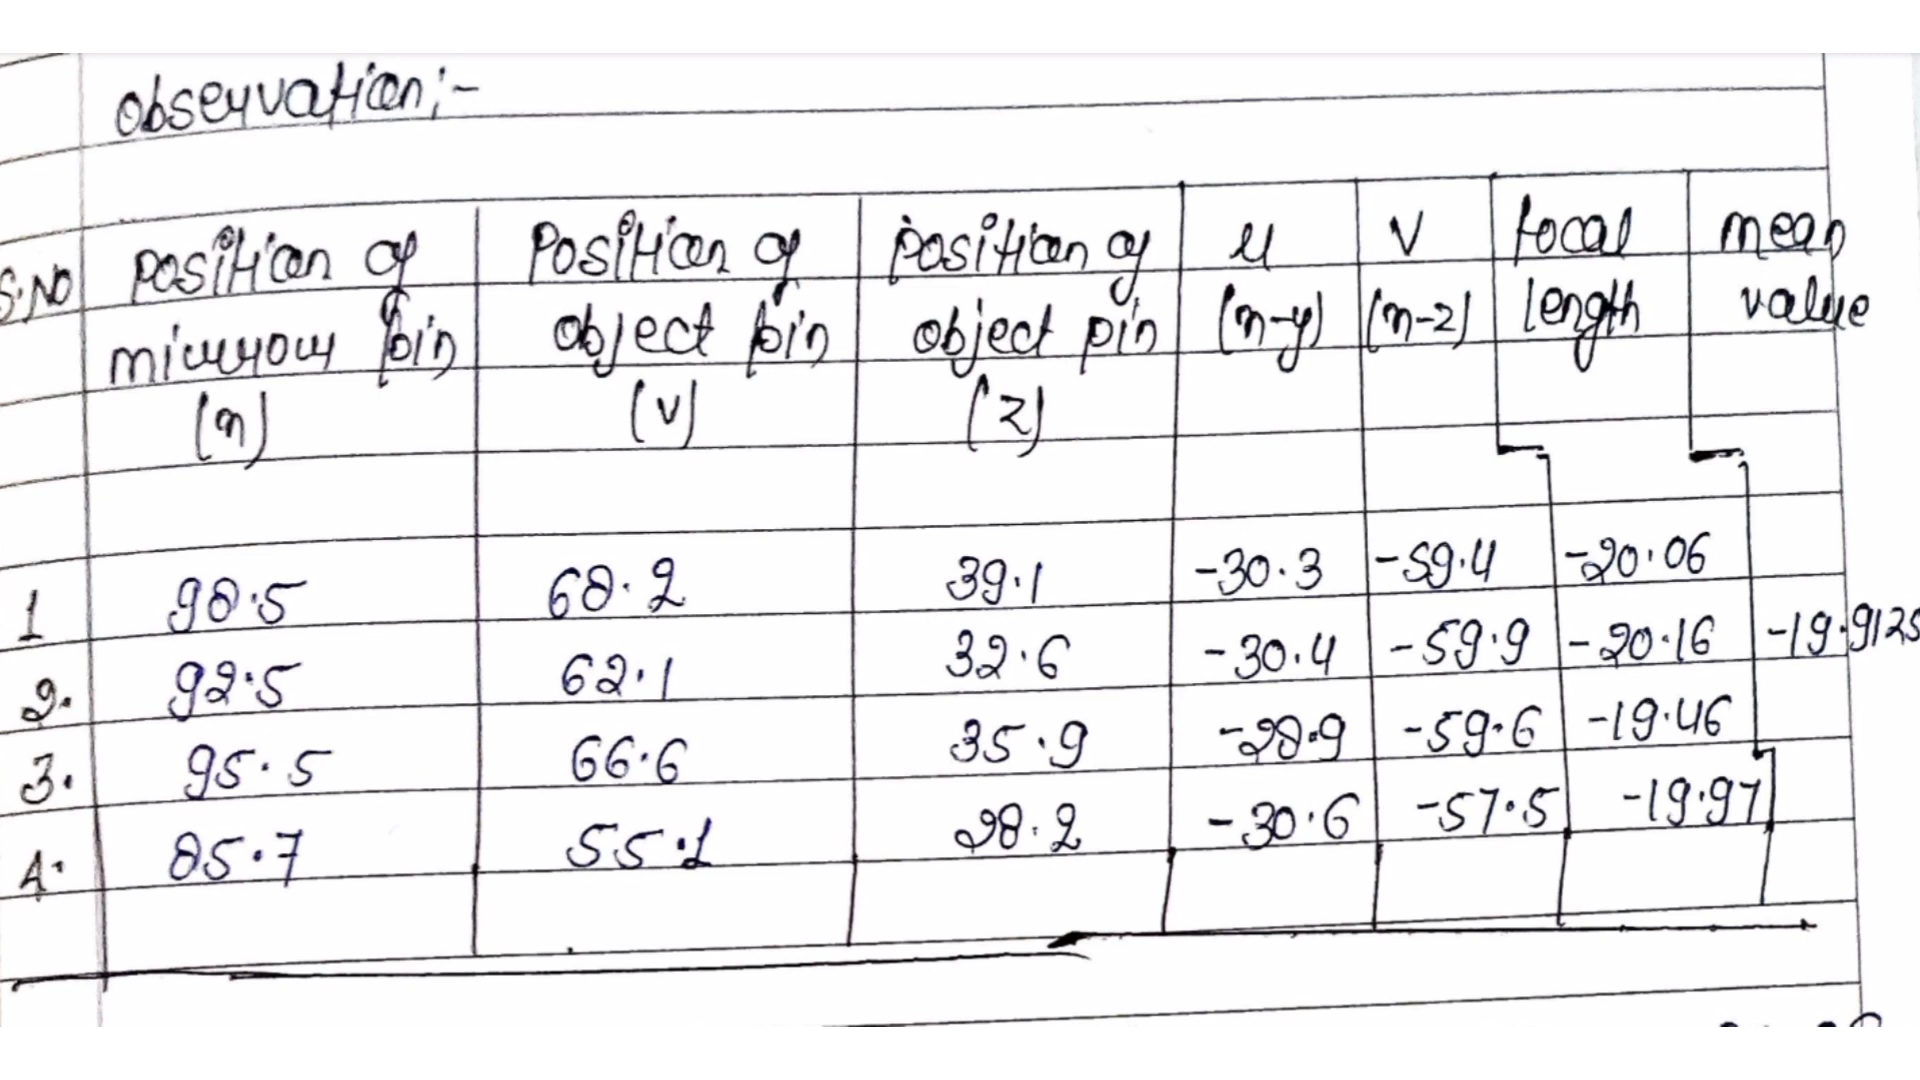 Observation:-
S.NO Position of mirror pin (n) Position of object pin (v) Position of object pin (z) u (n-y) v (n-z) focal length mean value
1 98.5 68.2 39.1 -30.3 -59.4 -20.06
2. 92.5 62.1 32.6 -30.4 -59.9 -20.16 -19.9125
3. 95.5 66.6 35.9 -28.9 -59.6 -19.46
4. 85.7 55.1 28.2 -30.6 -57.5 -19.97